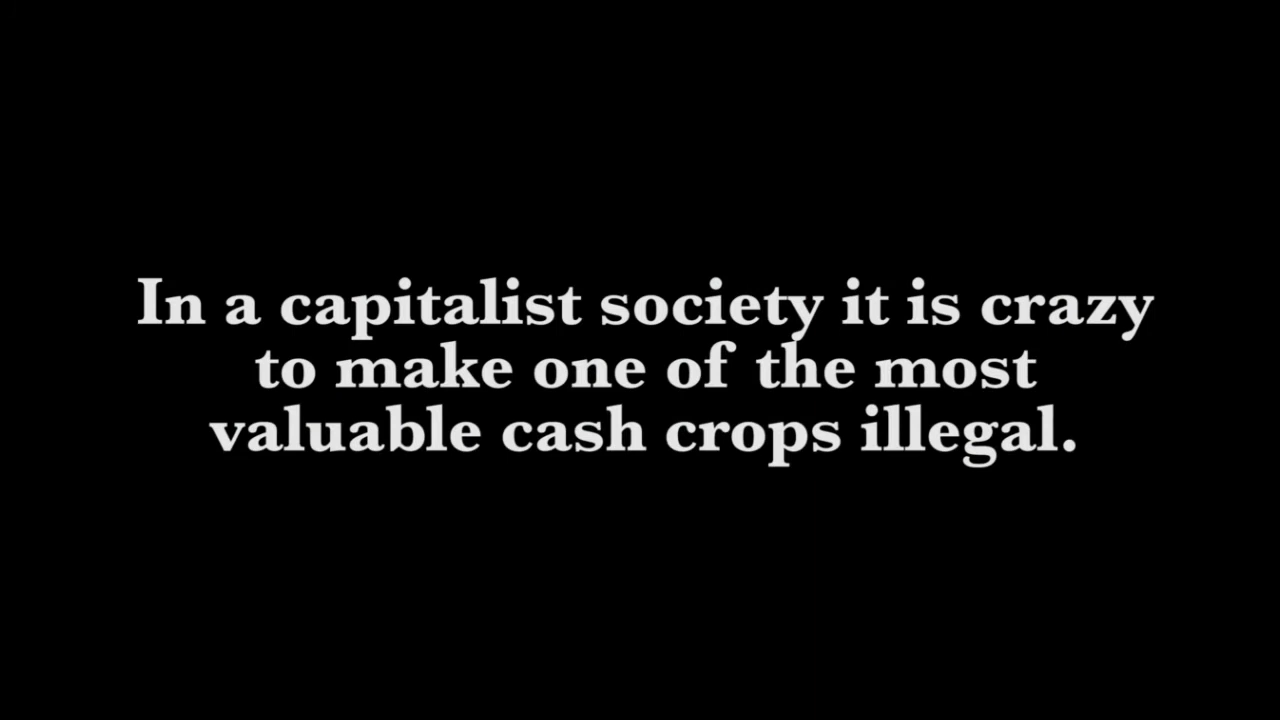 In a capitalist society it is crazy
to make one of the most
valuable cash crops illegal.